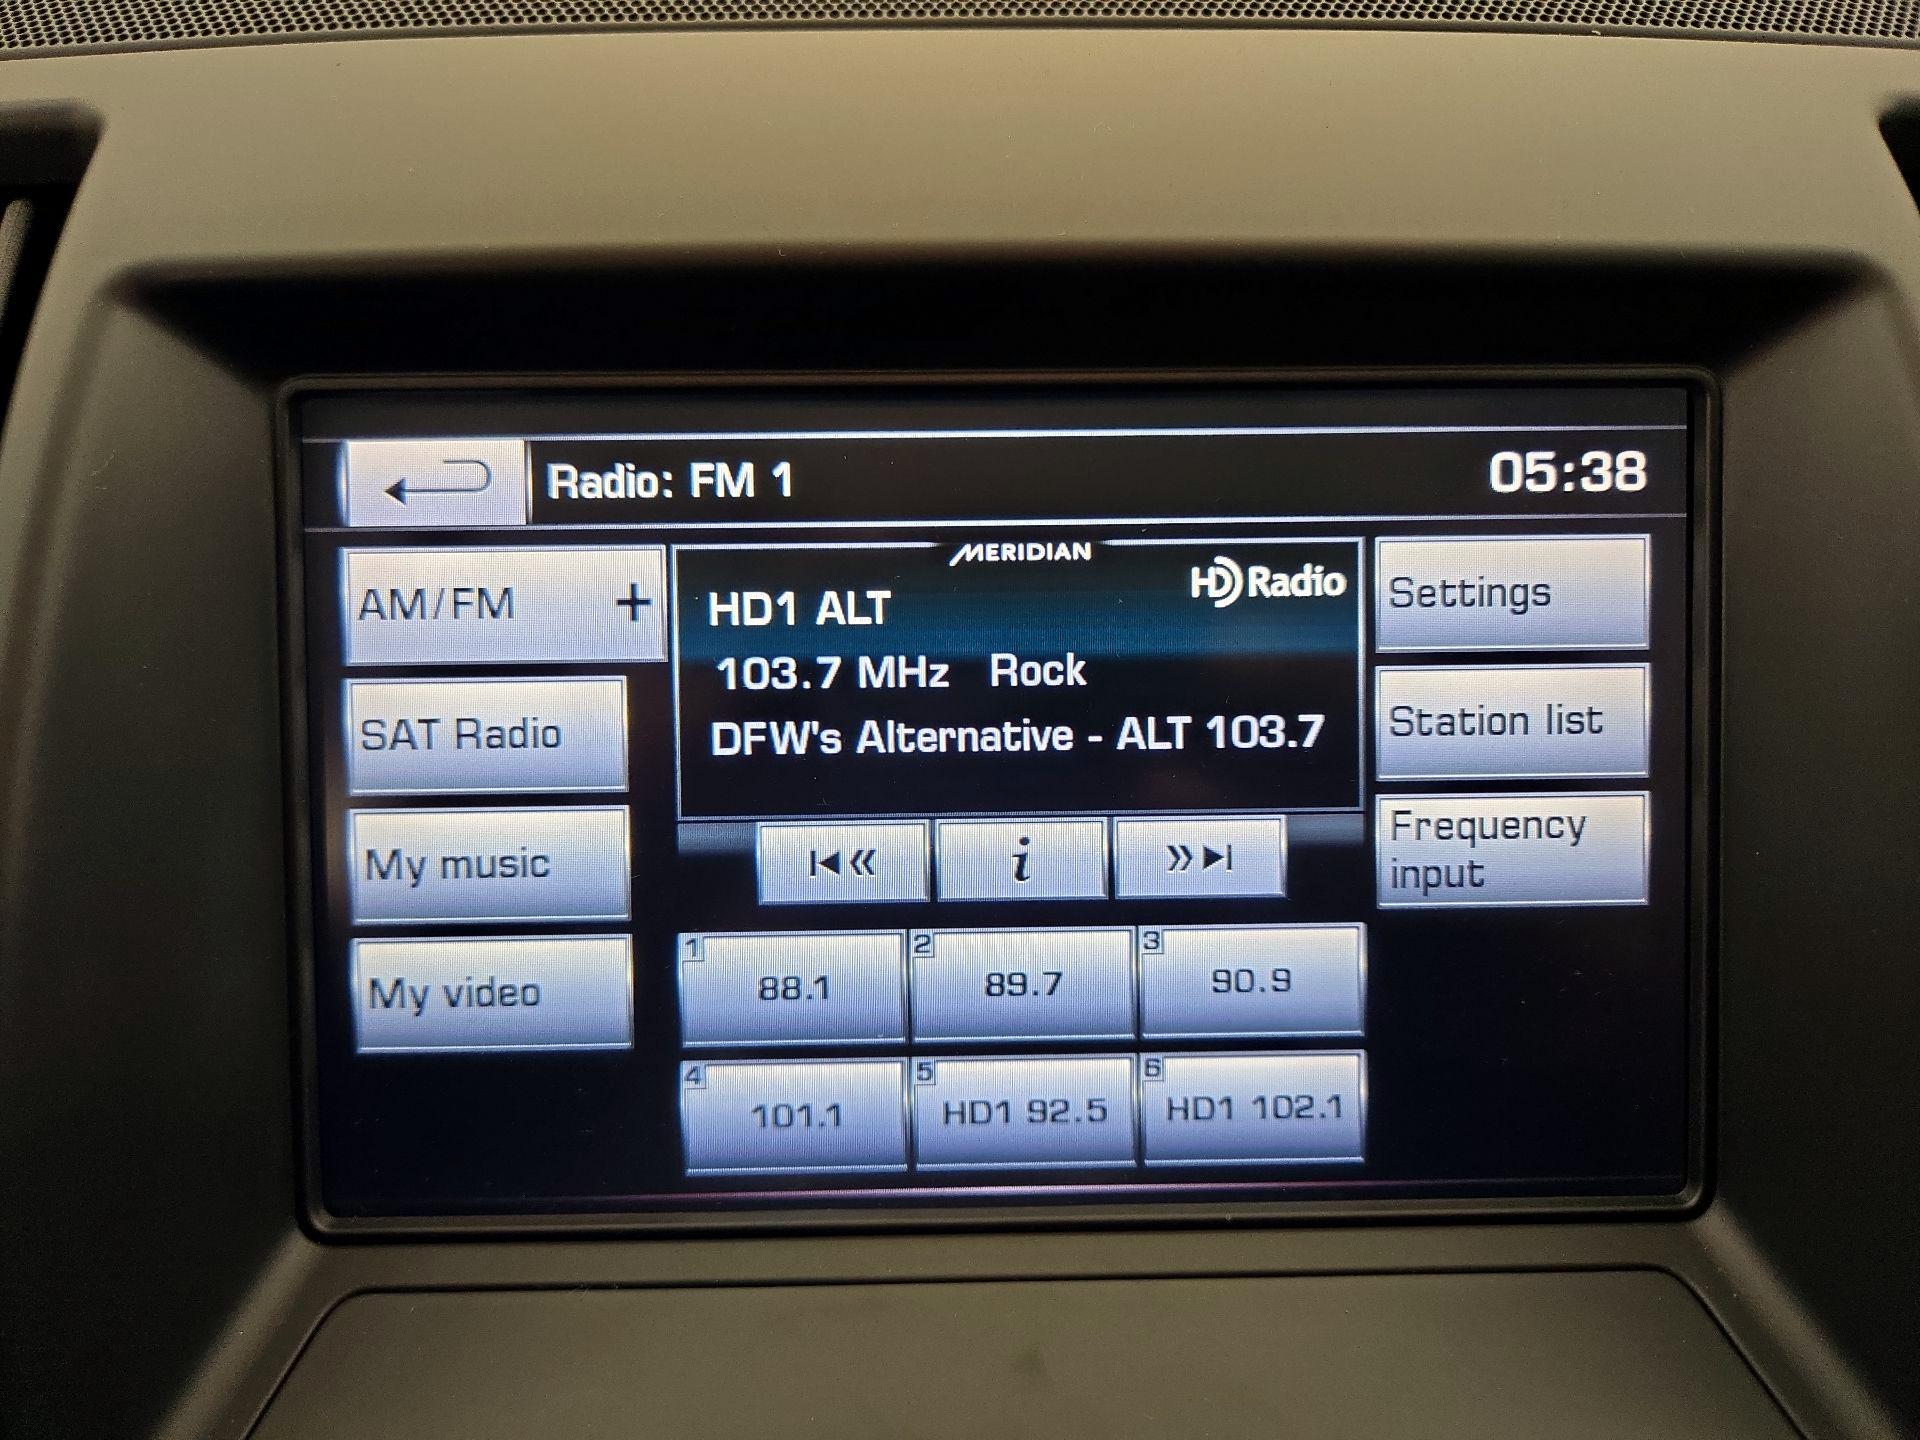 Radio: FM 1
05:38
AM/FM +
SAT Radio
My music
My video
MERIDIAN
HD Radio
HD1 ALT
103.7 MHz Rock
DFW's Alternative - ALT 103.7
i
Settings
Station list
Frequency
input
1
88.1
2
89.7
3
90.9
4
101.1
5
HD1 92.5
6
HD1 102.1